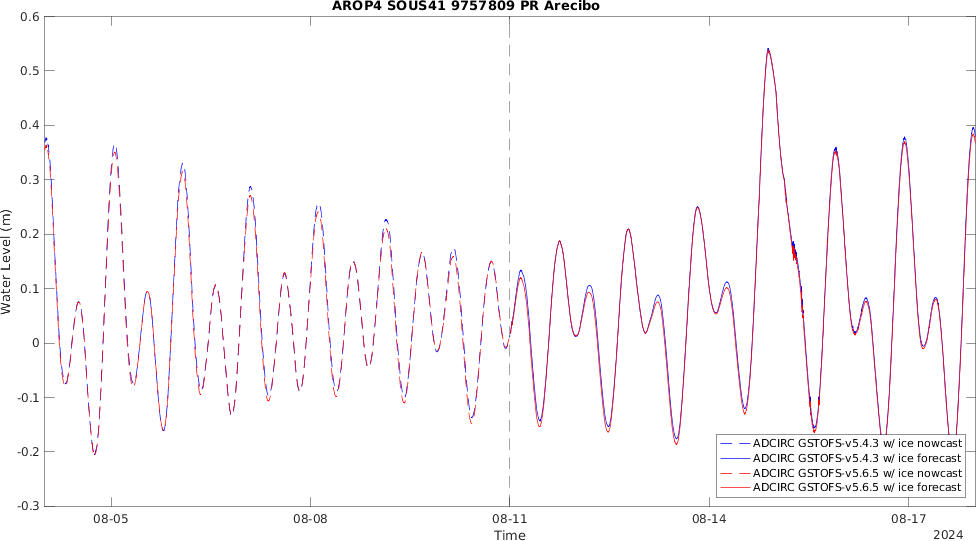 AROP4 SOUS41 9757809 PR Arecibo
0.6
0.5
0.4
0.3
0.2
0.1
0
-0.1
-0.2
-0.3
Water Level (m)
ADCIRC GSTOFS-v5.4.3 w/ ice nowcast
ADCIRC GSTOFS-v5.4.3 w/ ice forecast
ADCIRC GSTOFS-v5.6.5 w/ ice nowcast
ADCIRC GSTOFS-v5.6.5 w/ ice forecast
08-05 08-08 08-11 08-14 08-17
Time
2024